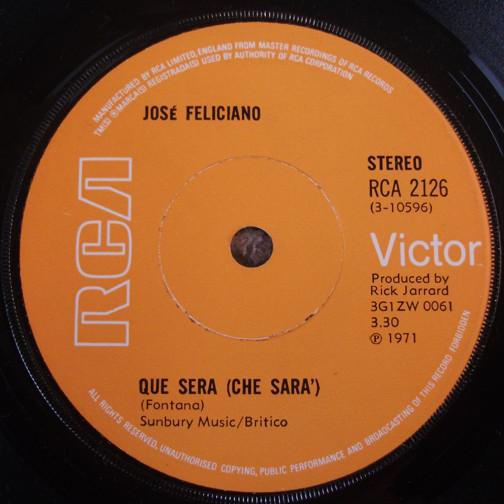 MANUFACTURED BY RCA LIMITED, ENGLAND FROM MASTER RECORDINGS OF RCA RECORDS
TM(S) ® MARCA(S) REGISTRADA(S) USED BY AUTHORITY OF RCA CORPORATION
JOSÉ FELICIANO
RCA
STEREO
RCA 2126
(3-10596)
Victor
Produced by
Rick Jarrard
3G1ZW 0061
3.30
℗ 1971
QUE SERA (CHE SARA')
(Fontana)
Sunbury Music/Britico
ALL RIGHTS RESERVED, UNAUTHORISED COPYING, PUBLIC PERFORMANCE AND BROADCASTING OF THIS RECORD FORBIDDEN